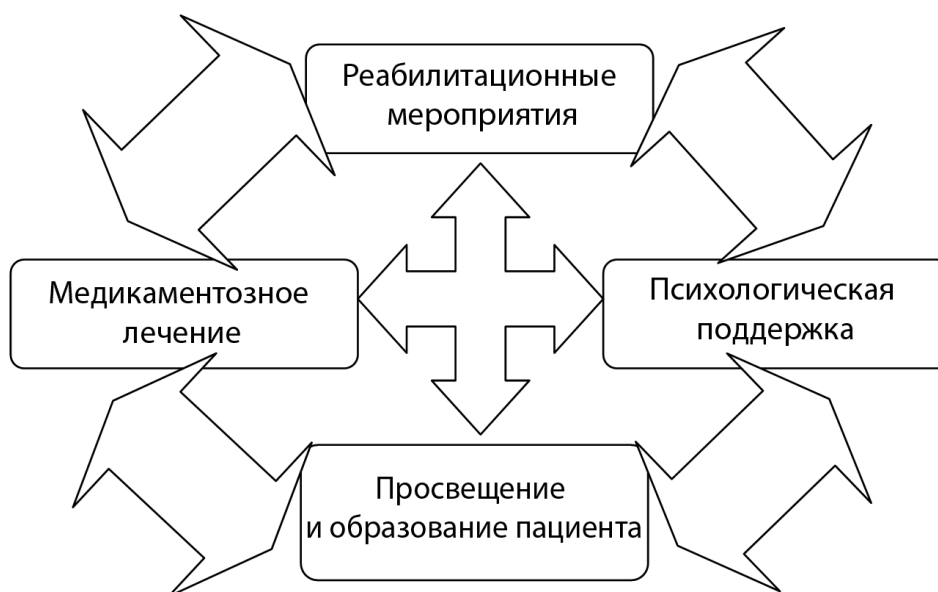 Реабилитационные
мероприятия
Медикаментозное
лечение
Психологическая
поддержка
Просвещение
и образование пациента